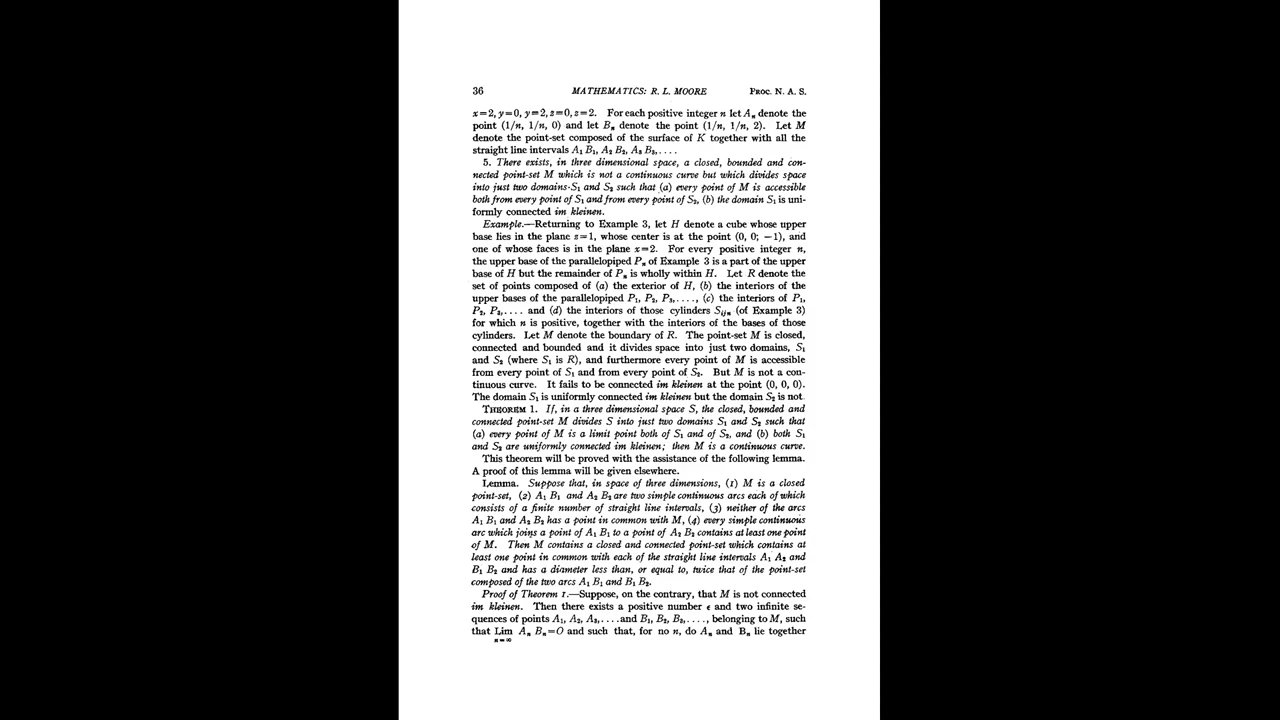 36 MATHEMATICS: R. L. MOORE PROC. N. A. S.
x=2, y=0, y=2, z=0, z=2. For each positive integer n let Aₙ denote the
point (1/n, 1/n, 0) and let Bₙ denote the point (1/n, 1/n, 2). Let M
denote the point-set composed of the surface of K together with all the
straight line intervals A₁ B₁, A₂ B₂, A₃ B₃,....
5. There exists, in three dimensional space, a closed, bounded and con-
nected point-set M which is not a continuous curve but which divides space
into just two domains S₁ and S₂ such that (a) every point of M is accessible
both from every point of S₁ and from every point of S₂, (b) the domain S₁ is uni-
formly connected im kleinen.
Example.—Returning to Example 3, let H denote a cube whose upper
base lies in the plane z=1, whose center is at the point (0, 0; −1), and
one of whose faces is in the plane x=2. For every positive integer n,
the upper base of the parallelopiped Pₙ of Example 3 is a part of the upper
base of H but the remainder of Pₙ is wholly within H. Let R denote the
set of points composed of (a) the exterior of H, (b) the interiors of the
upper bases of the parallelopiped P₁, P₂, P₃,...., (c) the interiors of P₁,
P₂, P₃,.... and (d) the interiors of those cylinders Sᵢⱼₙ (of Example 3)
for which n is positive, together with the interiors of the bases of those
cylinders. Let M denote the boundary of R. The point-set M is closed,
connected and bounded and it divides space into just two domains, S₁
and S₂ (where S₁ is R), and furthermore every point of M is accessible
from every point of S₁ and from every point of S₂. But M is not a con-
tinuous curve. It fails to be connected im kleinen at the point (0, 0, 0).
The domain S₁ is uniformly connected im kleinen but the domain S₂ is not.
THEOREM 1. If, in a three dimensional space S, the closed, bounded and
connected point-set M divides S into just two domains S₁ and S₂ such that
(a) every point of M is a limit point both of S₁ and of S₂, and (b) both S₁
and S₂ are uniformly connected im kleinen; then M is a continuous curve.
This theorem will be proved with the assistance of the following lemma.
A proof of this lemma will be given elsewhere.
Lemma. Suppose that, in space of three dimensions, (1) M is a closed
point-set, (2) A₁ B₁ and A₂ B₂ are two simple continuous arcs each of which
consists of a finite number of straight line intervals, (3) neither of the arcs
A₁ B₁ and A₂ B₂ has a point in common with M, (4) every simple continuous
arc which joins a point of A₁ B₁ to a point of A₂ B₂ contains at least one point
of M. Then M contains a closed and connected point-set which contains at
least one point in common with each of the straight line intervals A₁ A₂ and
B₁ B₂ and has a diameter less than, or equal to, twice that of the point-set
composed of the two arcs A₁ B₁ and B₁ B₂.
Proof of Theorem 1.—Suppose, on the contrary, that M is not connected
im kleinen. Then there exists a positive number ε and two infinite se-
quences of points A₁, A₂, A₃,....and B₁, B₂, B₃,...., belonging to M, such
that Lim Aₙ Bₙ=O and such that, for no n, do Aₙ and Bₙ lie together
n=∞